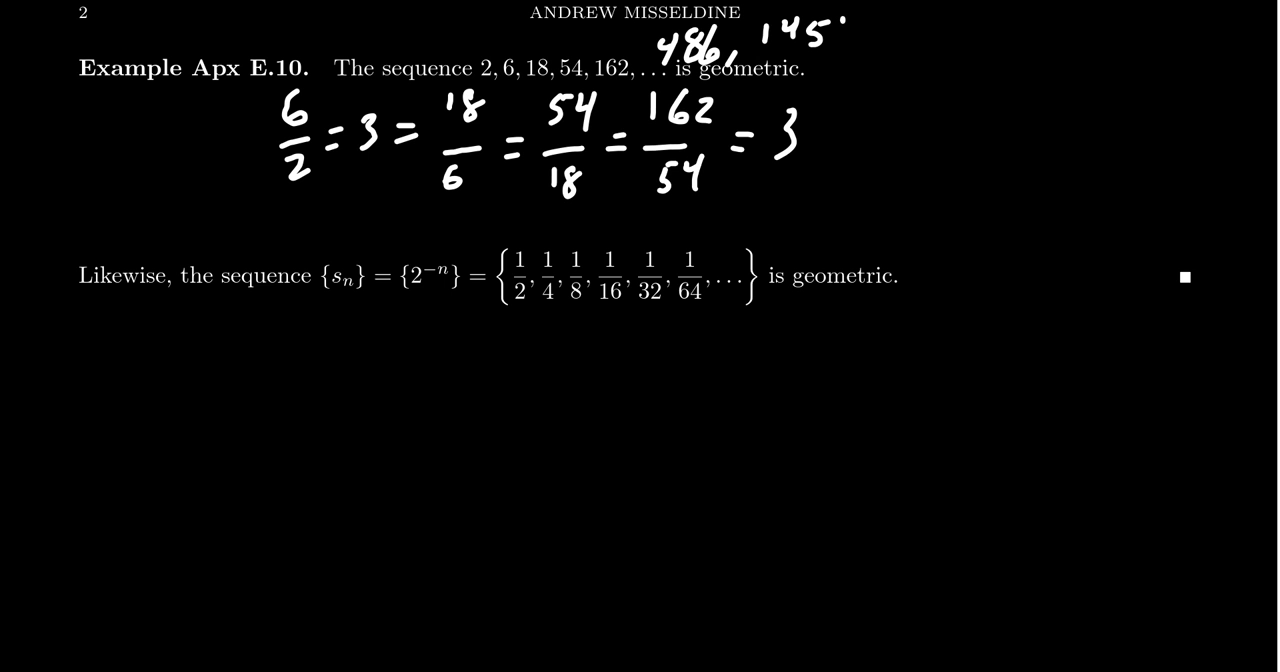 2 ANDREW MISSELDINE
486, 145
Example Apx E.10. The sequence 2, 6, 18, 54, 162, . . . is geometric.
6/2 = 3 = 18/6 = 54/18 = 162/54 = 3
Likewise, the sequence {sₙ} = {2⁻ⁿ} = {1/2, 1/4, 1/8, 1/16, 1/32, 1/64, . . .} is geometric. ■